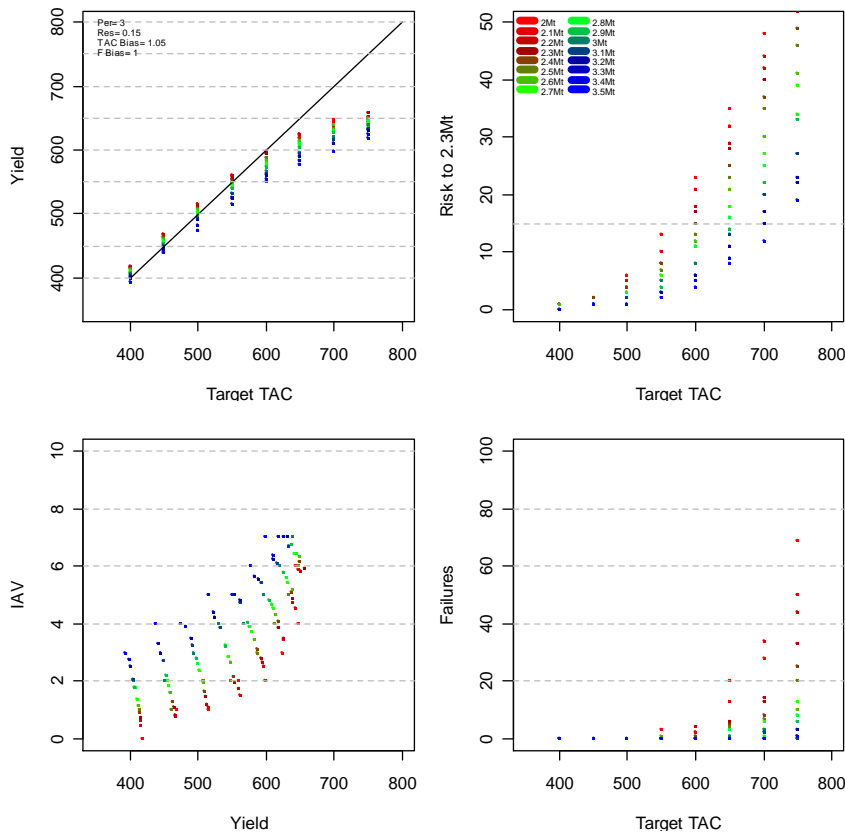 Per= 3
Res= 0.15
TAC Bias= 1.05
F Bias= 1
800
700
600
500
400
Yield
400 500 600 700 800
Target TAC
50
40
30
20
10
0
Risk to 2.3Mt
2Mt
2.1Mt
2.2Mt
2.3Mt
2.4Mt
2.5Mt
2.6Mt
2.7Mt
2.8Mt
2.9Mt
3Mt
3.1Mt
3.2Mt
3.3Mt
3.4Mt
3.5Mt
400 500 600 700 800
Target TAC
10
8
6
4
2
0
IAV
400 500 600 700 800
Yield
100
80
60
40
20
0
Failures
400 500 600 700 800
Target TAC